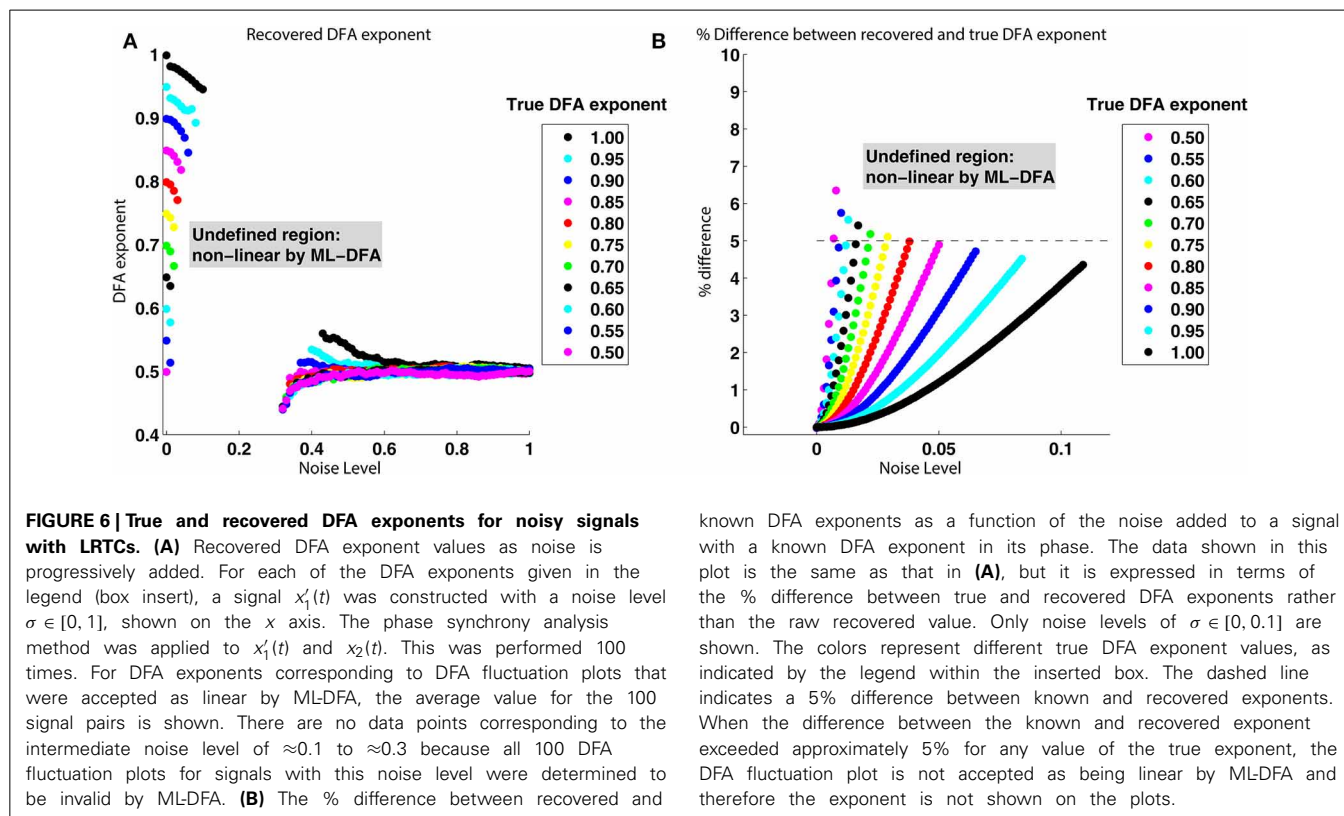 A
Recovered DFA exponent
1
0.9
0.8
0.7
0.6
0.5
0.4
DFA exponent
0
0.2
0.4
0.6
0.8
1
Noise Level
Undefined region:
non-linear by ML-DFA
True DFA exponent
1.00
0.95
0.90
0.85
0.80
0.75
0.70
0.65
0.60
0.55
0.50
B
% Difference between recovered and true DFA exponent
10
9
8
7
6
5
4
3
2
1
0
% difference
0
0.05
0.1
Noise Level
Undefined region:
non-linear by ML-DFA
True DFA exponent
0.50
0.55
0.60
0.65
0.70
0.75
0.80
0.85
0.90
0.95
1.00
FIGURE 6 | True and recovered DFA exponents for noisy signals
with LRTCs. (A) Recovered DFA exponent values as noise is
progressively added. For each of the DFA exponents given in the
legend (box insert), a signal x′₁(t) was constructed with a noise level
σ ∈ [0, 1], shown on the x axis. The phase synchrony analysis
method was applied to x′₁(t) and x₂(t). This was performed 100
times. For DFA exponents corresponding to DFA fluctuation plots that
were accepted as linear by ML-DFA, the average value for the 100
signal pairs is shown. There are no data points corresponding to the
intermediate noise level of ≈0.1 to ≈0.3 because all 100 DFA
fluctuation plots for signals with this noise level were determined to
be invalid by ML-DFA. (B) The % difference between recovered and
known DFA exponents as a function of the noise added to a signal
with a known DFA exponent in its phase. The data shown in this
plot is the same as that in (A), but it is expressed in terms of
the % difference between true and recovered DFA exponents rather
than the raw recovered value. Only noise levels of σ ∈ [0, 0.1] are
shown. The colors represent different true DFA exponent values, as
indicated by the legend within the inserted box. The dashed line
indicates a 5% difference between known and recovered exponents.
When the difference between the known and recovered exponent
exceeded approximately 5% for any value of the true exponent, the
DFA fluctuation plot is not accepted as being linear by ML-DFA and
therefore the exponent is not shown on the plots.